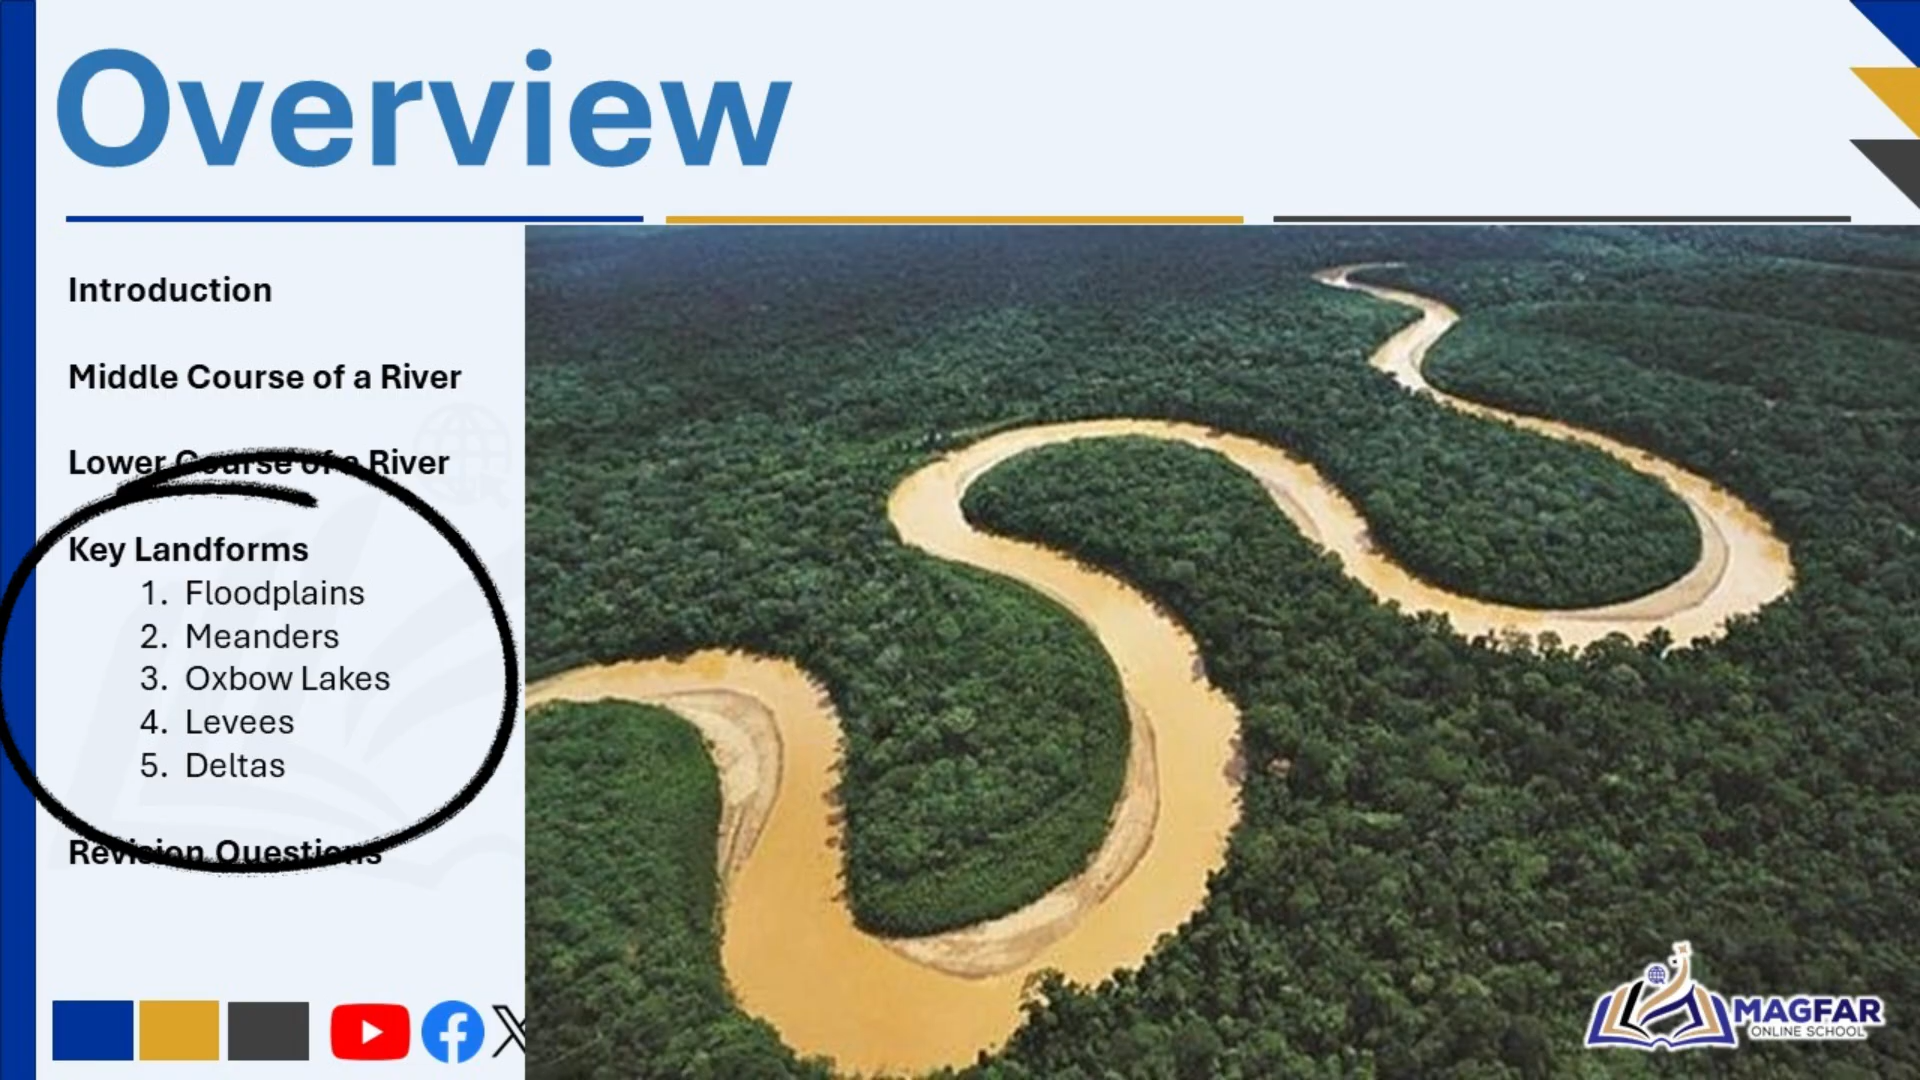 Overview
Introduction
Middle Course of a River
Lower Course of a River
Key Landforms
1. Floodplains
2. Meanders
3. Oxbow Lakes
4. Levees
5. Deltas
Revision Questions
MAGFAR
ONLINE SCHOOL